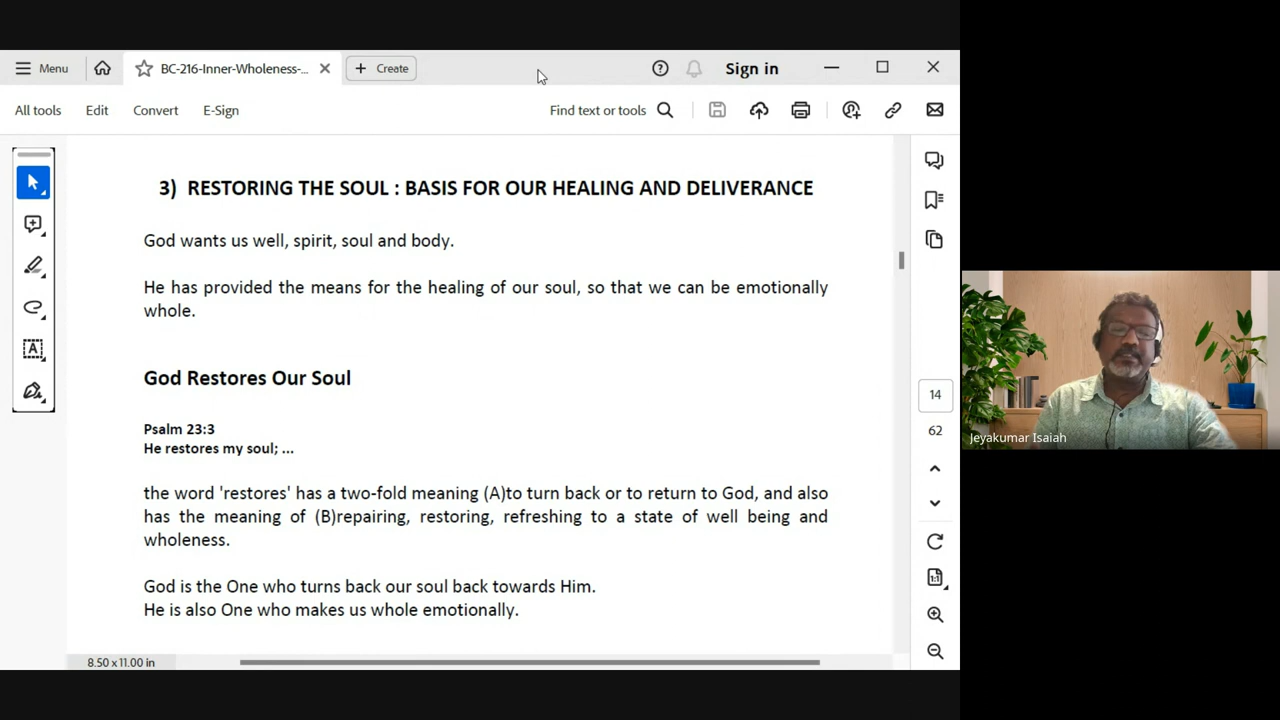 Menu
BC-216-Inner-Wholeness-...
Create
Sign in
All tools
Edit
Convert
E-Sign
Find text or tools
3) RESTORING THE SOUL : BASIS FOR OUR HEALING AND DELIVERANCE
God wants us well, spirit, soul and body.
He has provided the means for the healing of our soul, so that we can be emotionally
whole.
God Restores Our Soul
Psalm 23:3
He restores my soul; ...
the word 'restores' has a two-fold meaning (A)to turn back or to return to God, and also
has the meaning of (B)repairing, restoring, refreshing to a state of well being and
wholeness.
God is the One who turns back our soul back towards Him.
He is also One who makes us whole emotionally.
14
62
1:1
8.50 x 11.00 in
Jeyakumar Isaiah